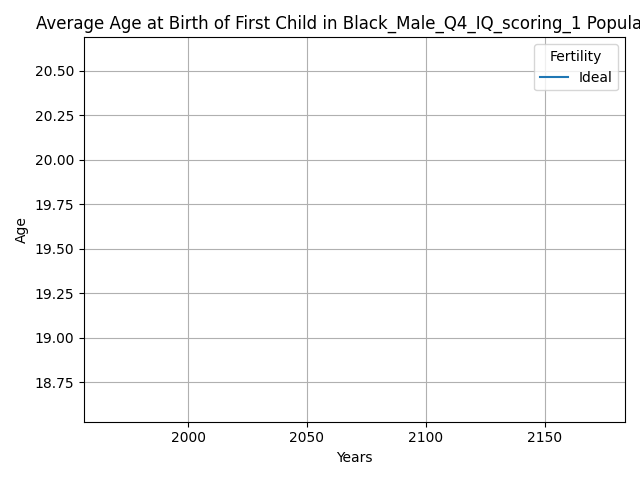 Average Age at Birth of First Child in Black_Male_Q4_IQ_scoring_1 Popula
Fertility
Ideal
20.50
20.25
20.00
19.75
19.50
19.25
19.00
18.75
Age
2000 2050 2100 2150
Years